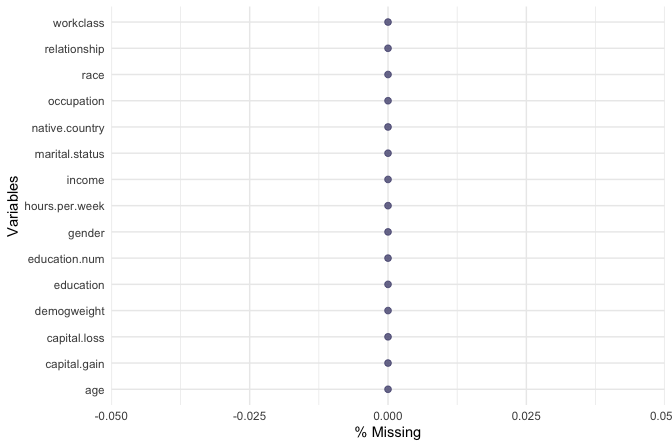 workclass
relationship
race
occupation
native.country
marital.status
income
hours.per.week
gender
education.num
education
demogweight
capital.loss
capital.gain
age
Variables
-0.050 -0.025 0.000 0.025 0.05
% Missing